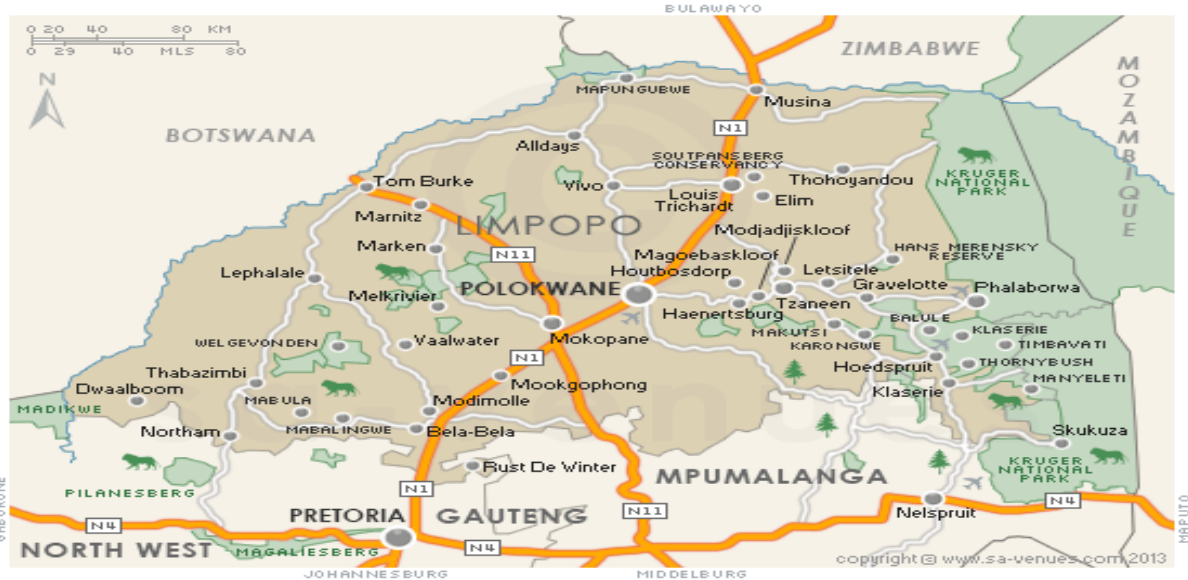 BULAWAYO
0 20 40 80 KM
0 29 40 MLS 80
ZIMBABWE
MOZAMBIQUE
N
MAPUNGUBWE
Musina
BOTSWANA
N1
Alldays
SOUTPANSBERG
CONSERVANCY
KRUGER
NATIONAL
PARK
Tom Burke
Vivo
Louis
Trichardt
Thohoyandou
Elim
Marnitz
LIMPOPO
Modjadjiskloof
Marken
N11
Magoebaskloof
HANS MERENSKY
RESERVE
Lephalale
Houtbosdorp
Letsitele
Gravelotte
Phalaborwa
Melkrivier
POLOKWANE
Haenertsburg
Tzaneen
BALULE
KLASERIE
MAKUTSI
KARONGWE
TIMBAVATI
WELGEVONDEN
Vaalwater
Mokopane
N1
THORNYBUSH
Hoedspruit
Thabazimbi
Mookgophong
MANYELETI
Dwaalboom
Klaserie
MADIKWE
MABULA
Modimolle
MABALINGWE
Bela-Bela
Northam
Skukuza
Rust De Winter
KRUGER
NATIONAL
PARK
MPUMALANGA
PILANESBERG
N1
N4
GABORONE
PRETORIA
GAUTENG
N11
Nelspruit
MAPUTO
N4
NORTH WEST
MAGALIESBERG
N4
copyright © www.sa-venues.com 2013
JOHANNESBURG
MIDDELBURG